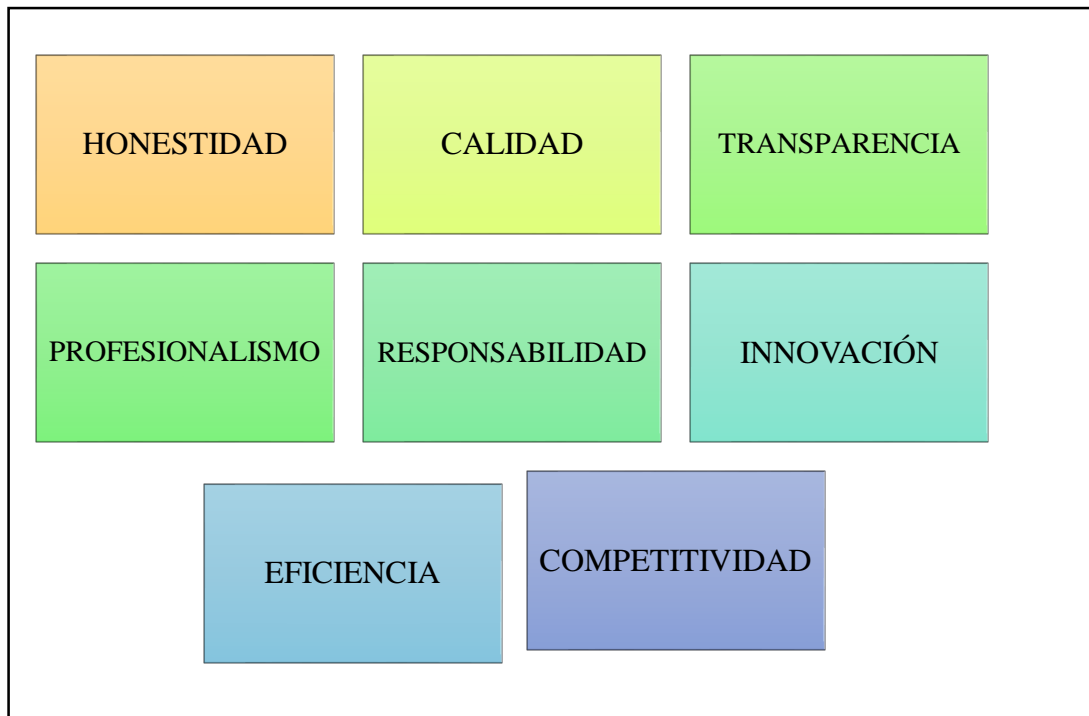 HONESTIDAD
CALIDAD
TRANSPARENCIA
PROFESIONALISMO
RESPONSABILIDAD
INNOVACIÓN
EFICIENCIA
COMPETITIVIDAD